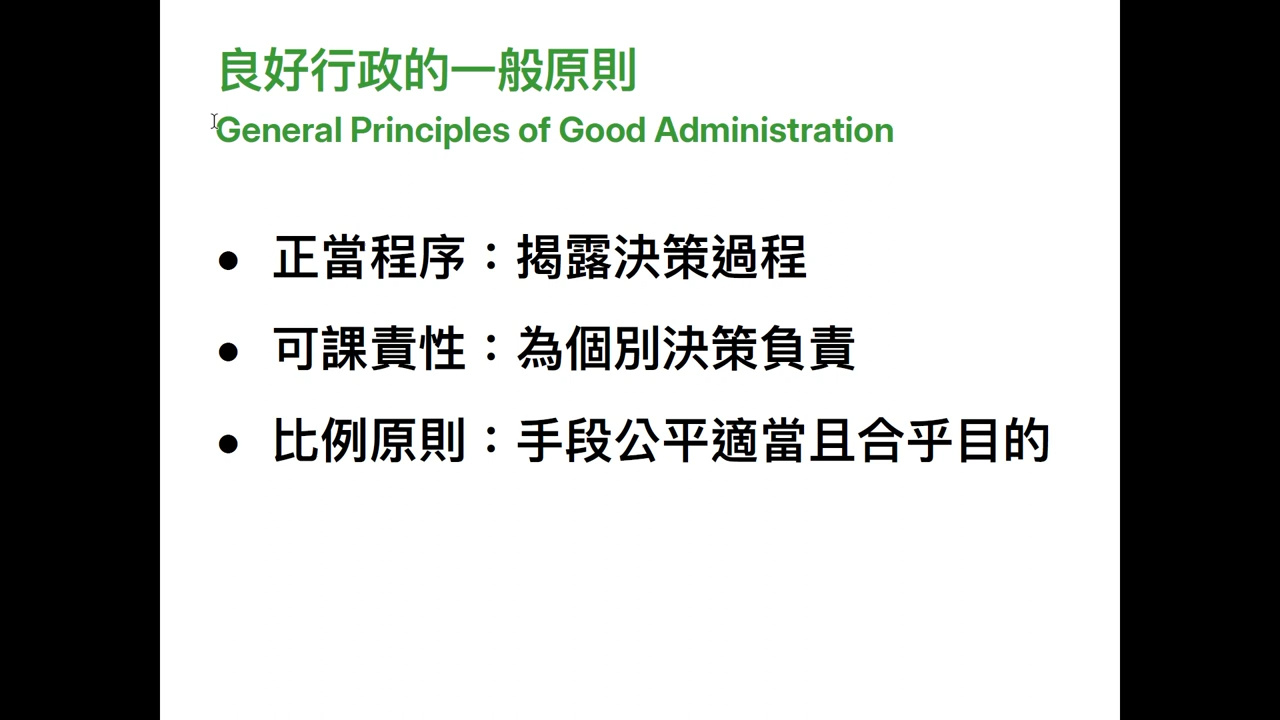 良好行政的一般原則
General Principles of Good Administration
● 正當程序：揭露決策過程
● 可課責性：為個別決策負責
● 比例原則：手段公平適當且合乎目的